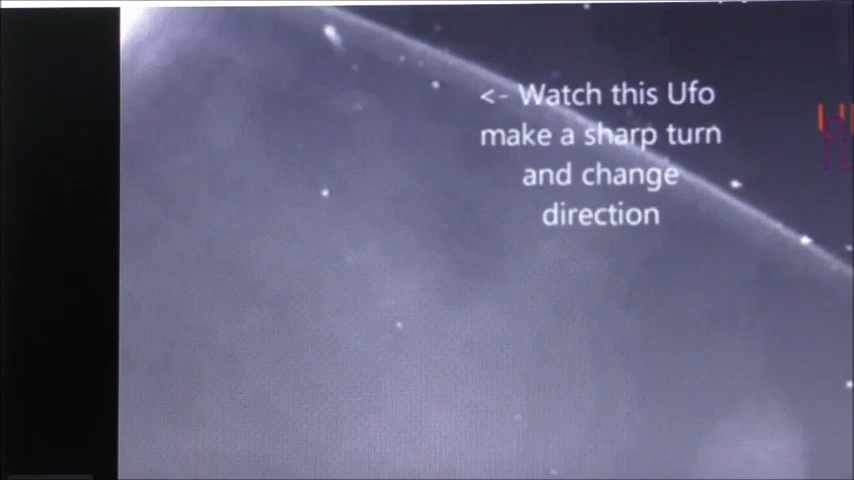 <- Watch this Ufo
make a sharp turn
and change
direction